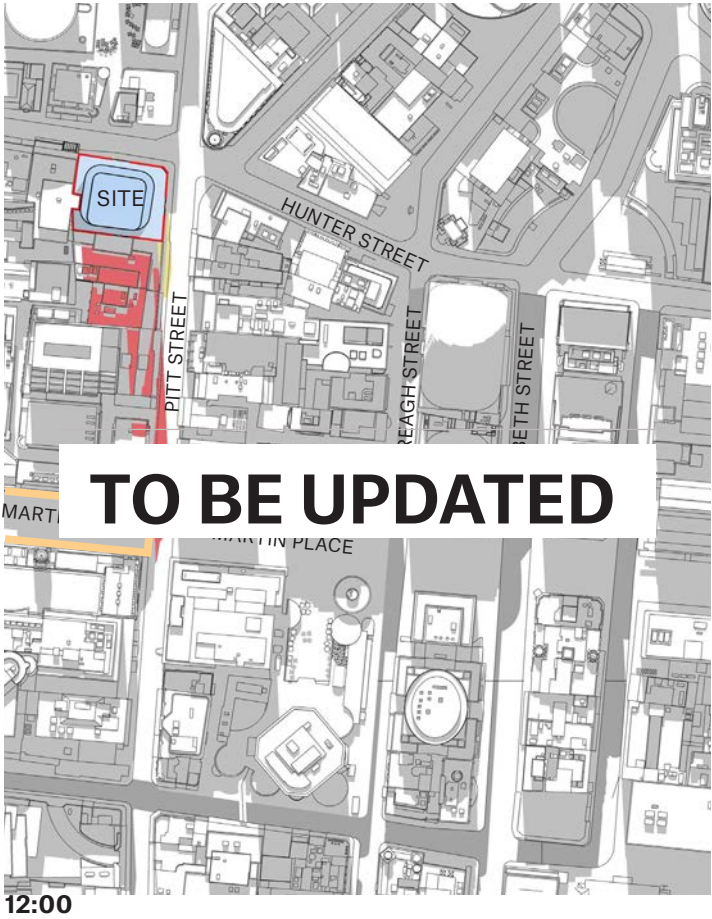 SITE
HUNTER STREET
PITT STREET
REAGH STREET
BETH STREET
TO BE UPDATED
MARTI
MARTIN PLACE
12:00